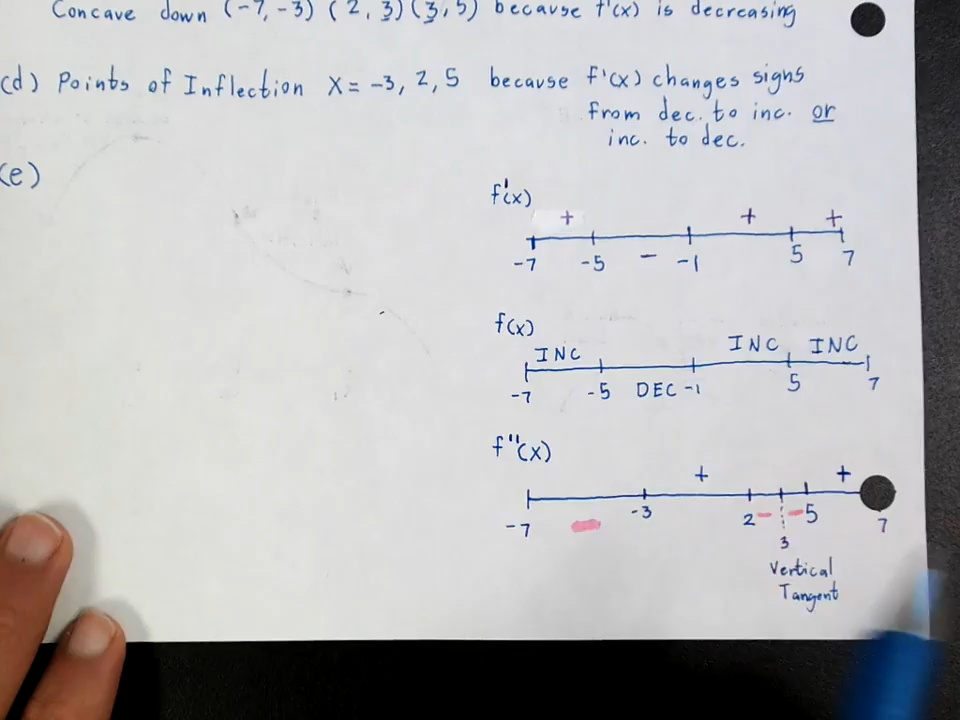 Concave down (-7, -3) (2, 3) (3, 5) because f'(x) is decreasing
(d) Points of Inflection X = -3, 2, 5 because f'(x) changes signs
from dec. to inc. or
inc. to dec.
(e)
f'(x)
+ + +
-7 -5 - -1 5 7
f(x)
INC INC INC
-7 -5 DEC -1 5 7
f"(x)
+ +
-7 - -3 2 - - 5 7
3
Vertical
Tangent